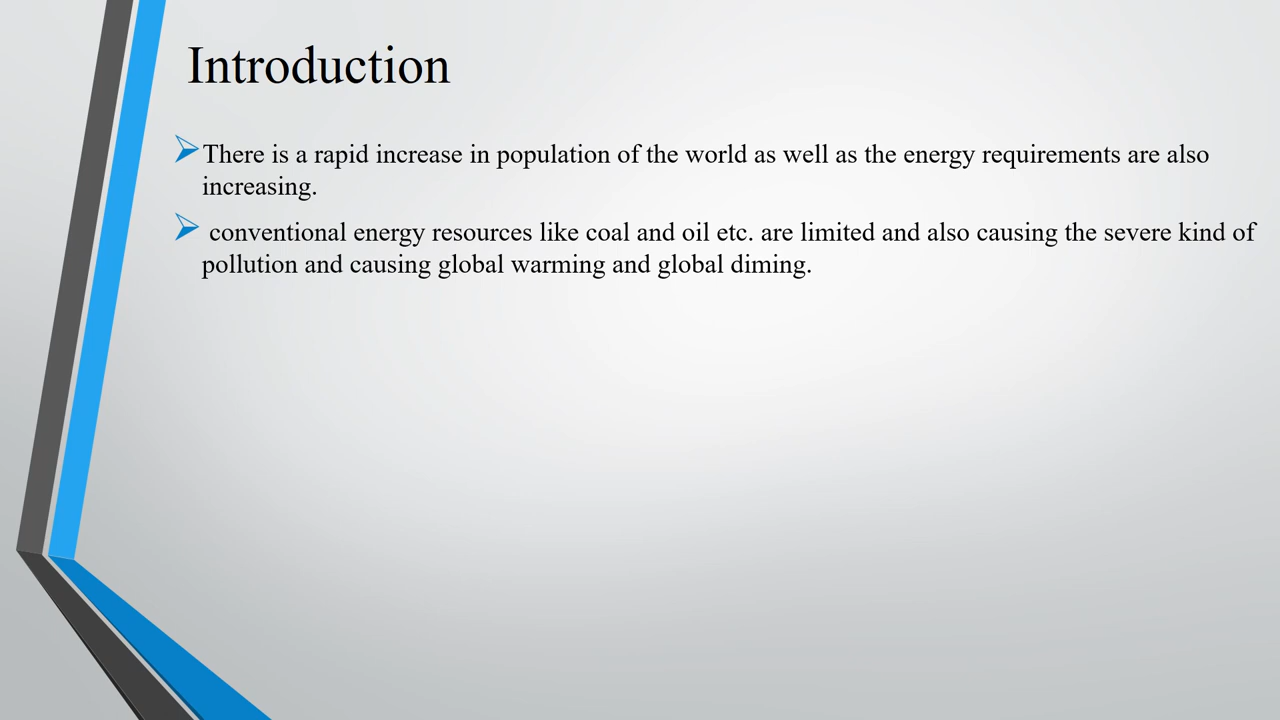 Introduction
There is a rapid increase in population of the world as well as the energy requirements are also
increasing.
conventional energy resources like coal and oil etc. are limited and also causing the severe kind of
pollution and causing global warming and global diming.